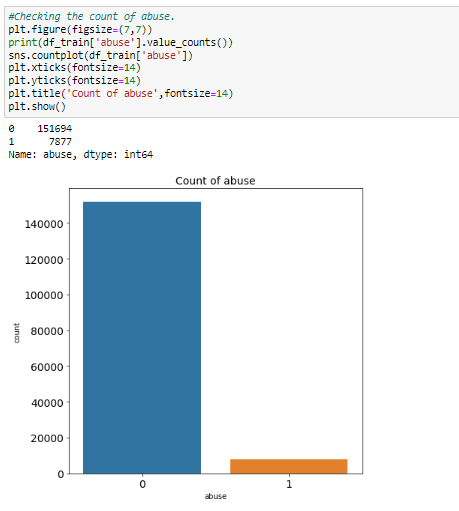 #Checking the count of abuse.
plt.figure(figsize=(7,7))
print(df_train['abuse'].value_counts())
sns.countplot(df_train['abuse'])
plt.xticks(fontsize=14)
plt.yticks(fontsize=14)
plt.title('Count of abuse',fontsize=14)
plt.show()
0    151694
1      7877
Name: abuse, dtype: int64
Count of abuse
140000
120000
100000
80000
60000
40000
20000
0
count
0 1
abuse